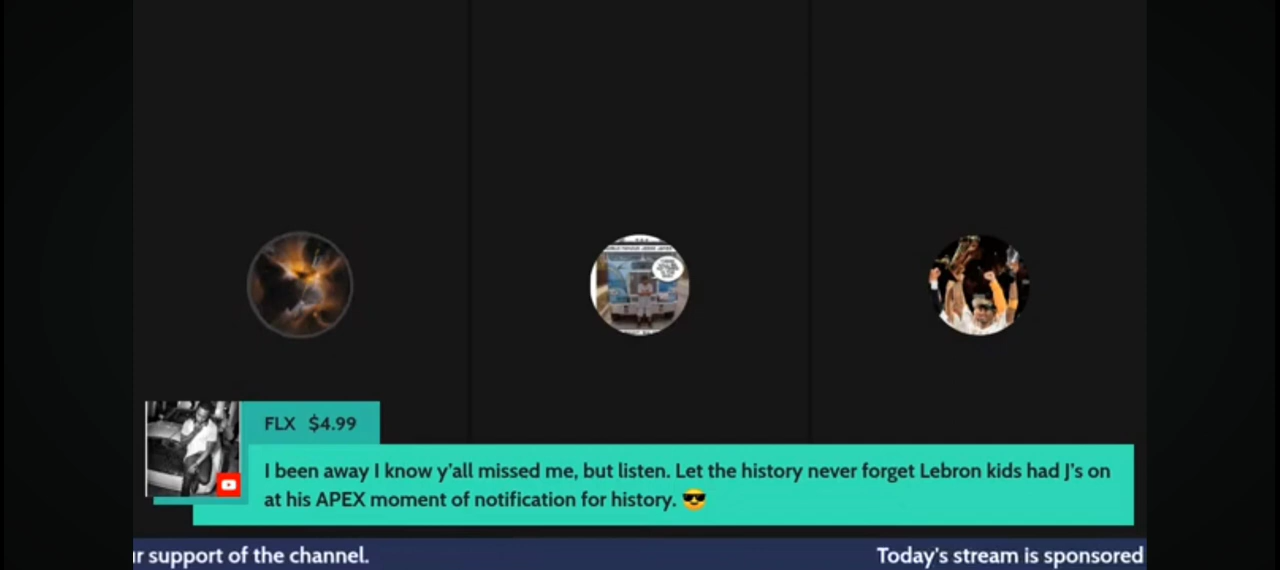 FLX $4.99
I been away I know y'all missed me, but listen. Let the history never forget Lebron kids had J's on
at his APEX moment of notification for history. 😎
r support of the channel.
Today's stream is sponsored